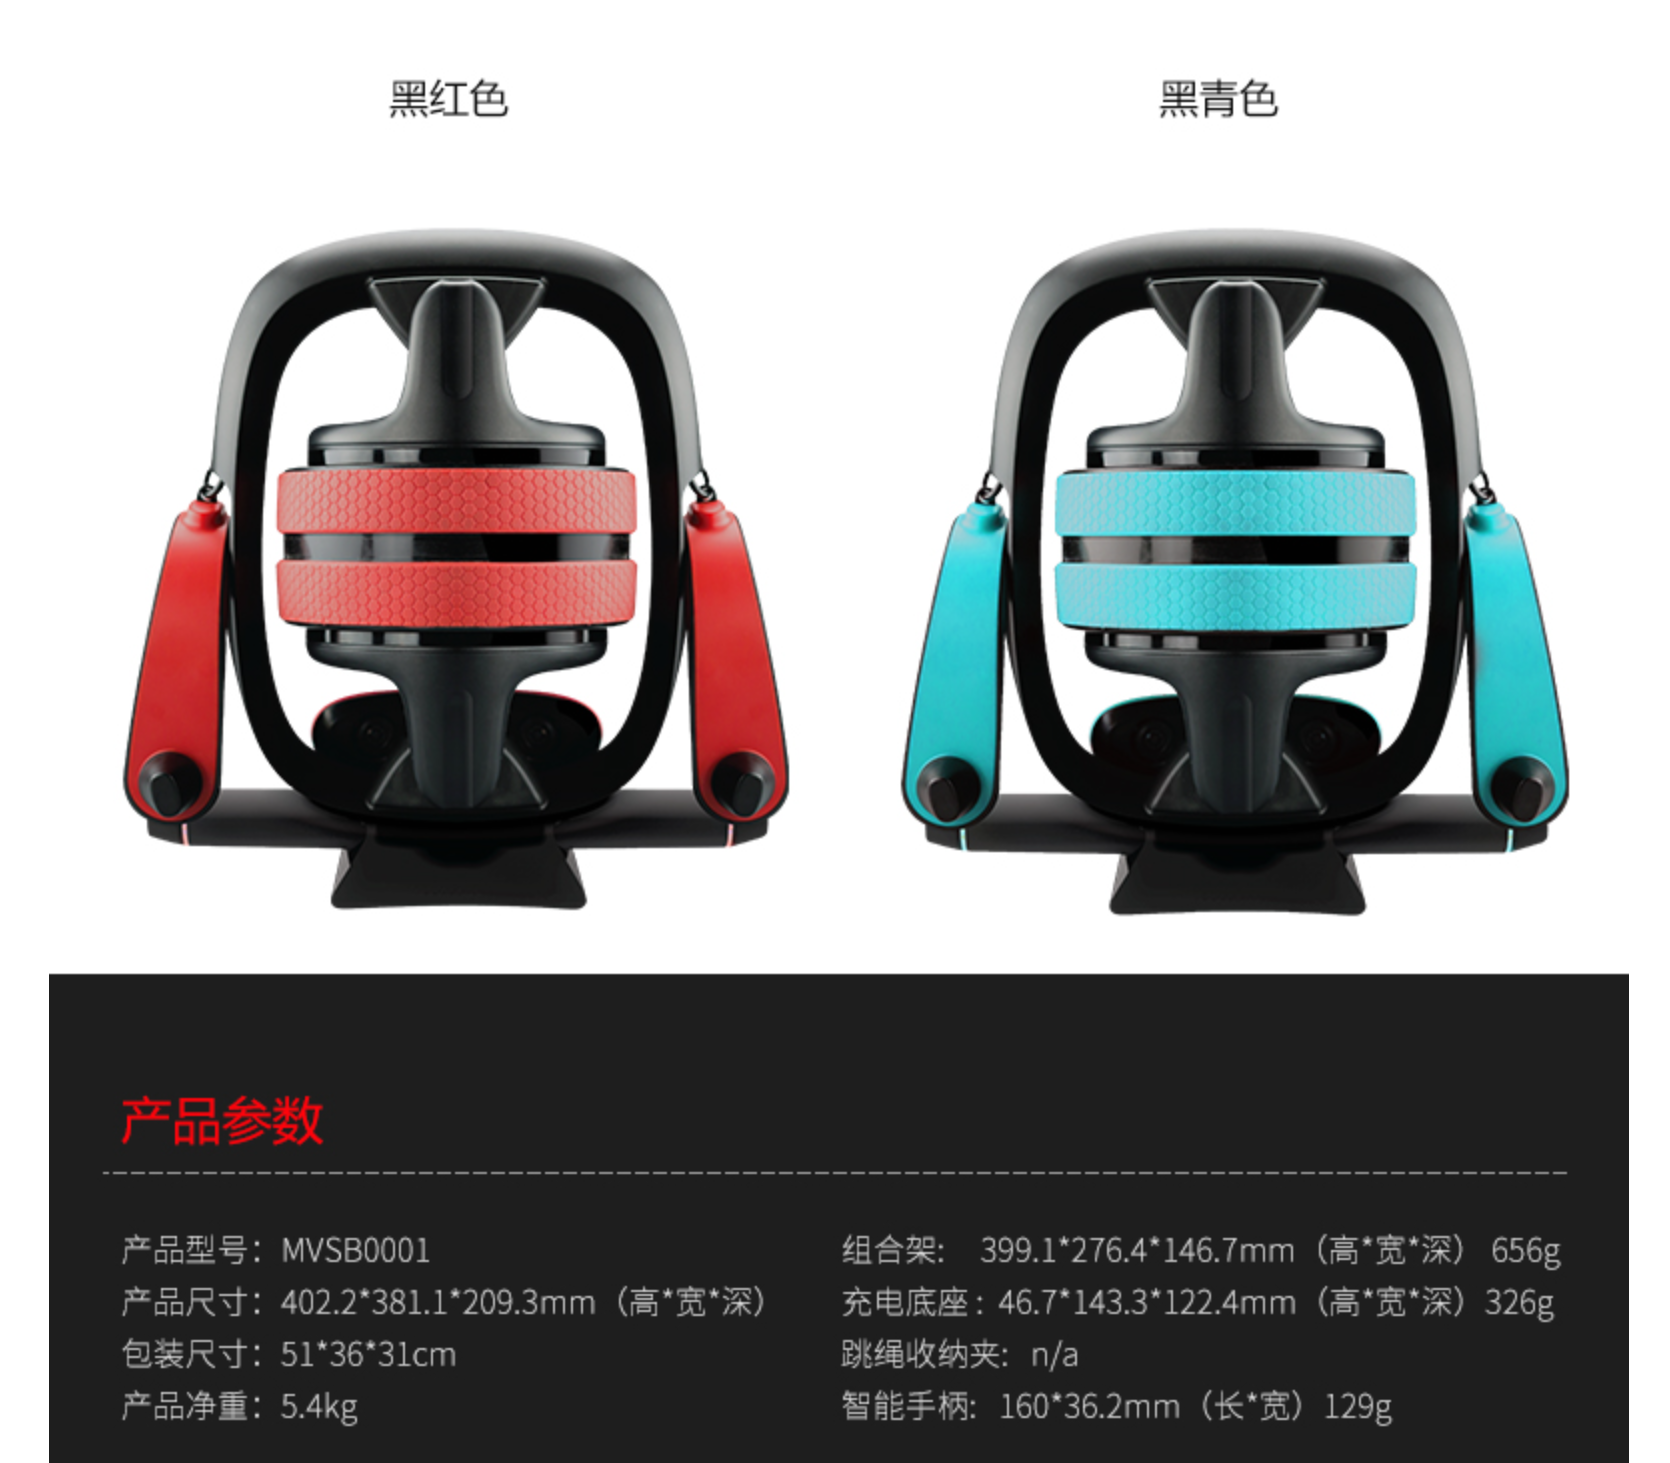 黑红色
黑青色
产品参数
产品型号：MVSB0001
产品尺寸：402.2*381.1*209.3mm（高*宽*深）
包装尺寸：51*36*31cm
产品净重：5.4kg
组合架： 399.1*276.4*146.7mm（高*宽*深） 656g
充电底座：46.7*143.3*122.4mm（高*宽*深）326g
跳绳收纳夹：n/a
智能手柄：160*36.2mm（长*宽）129g